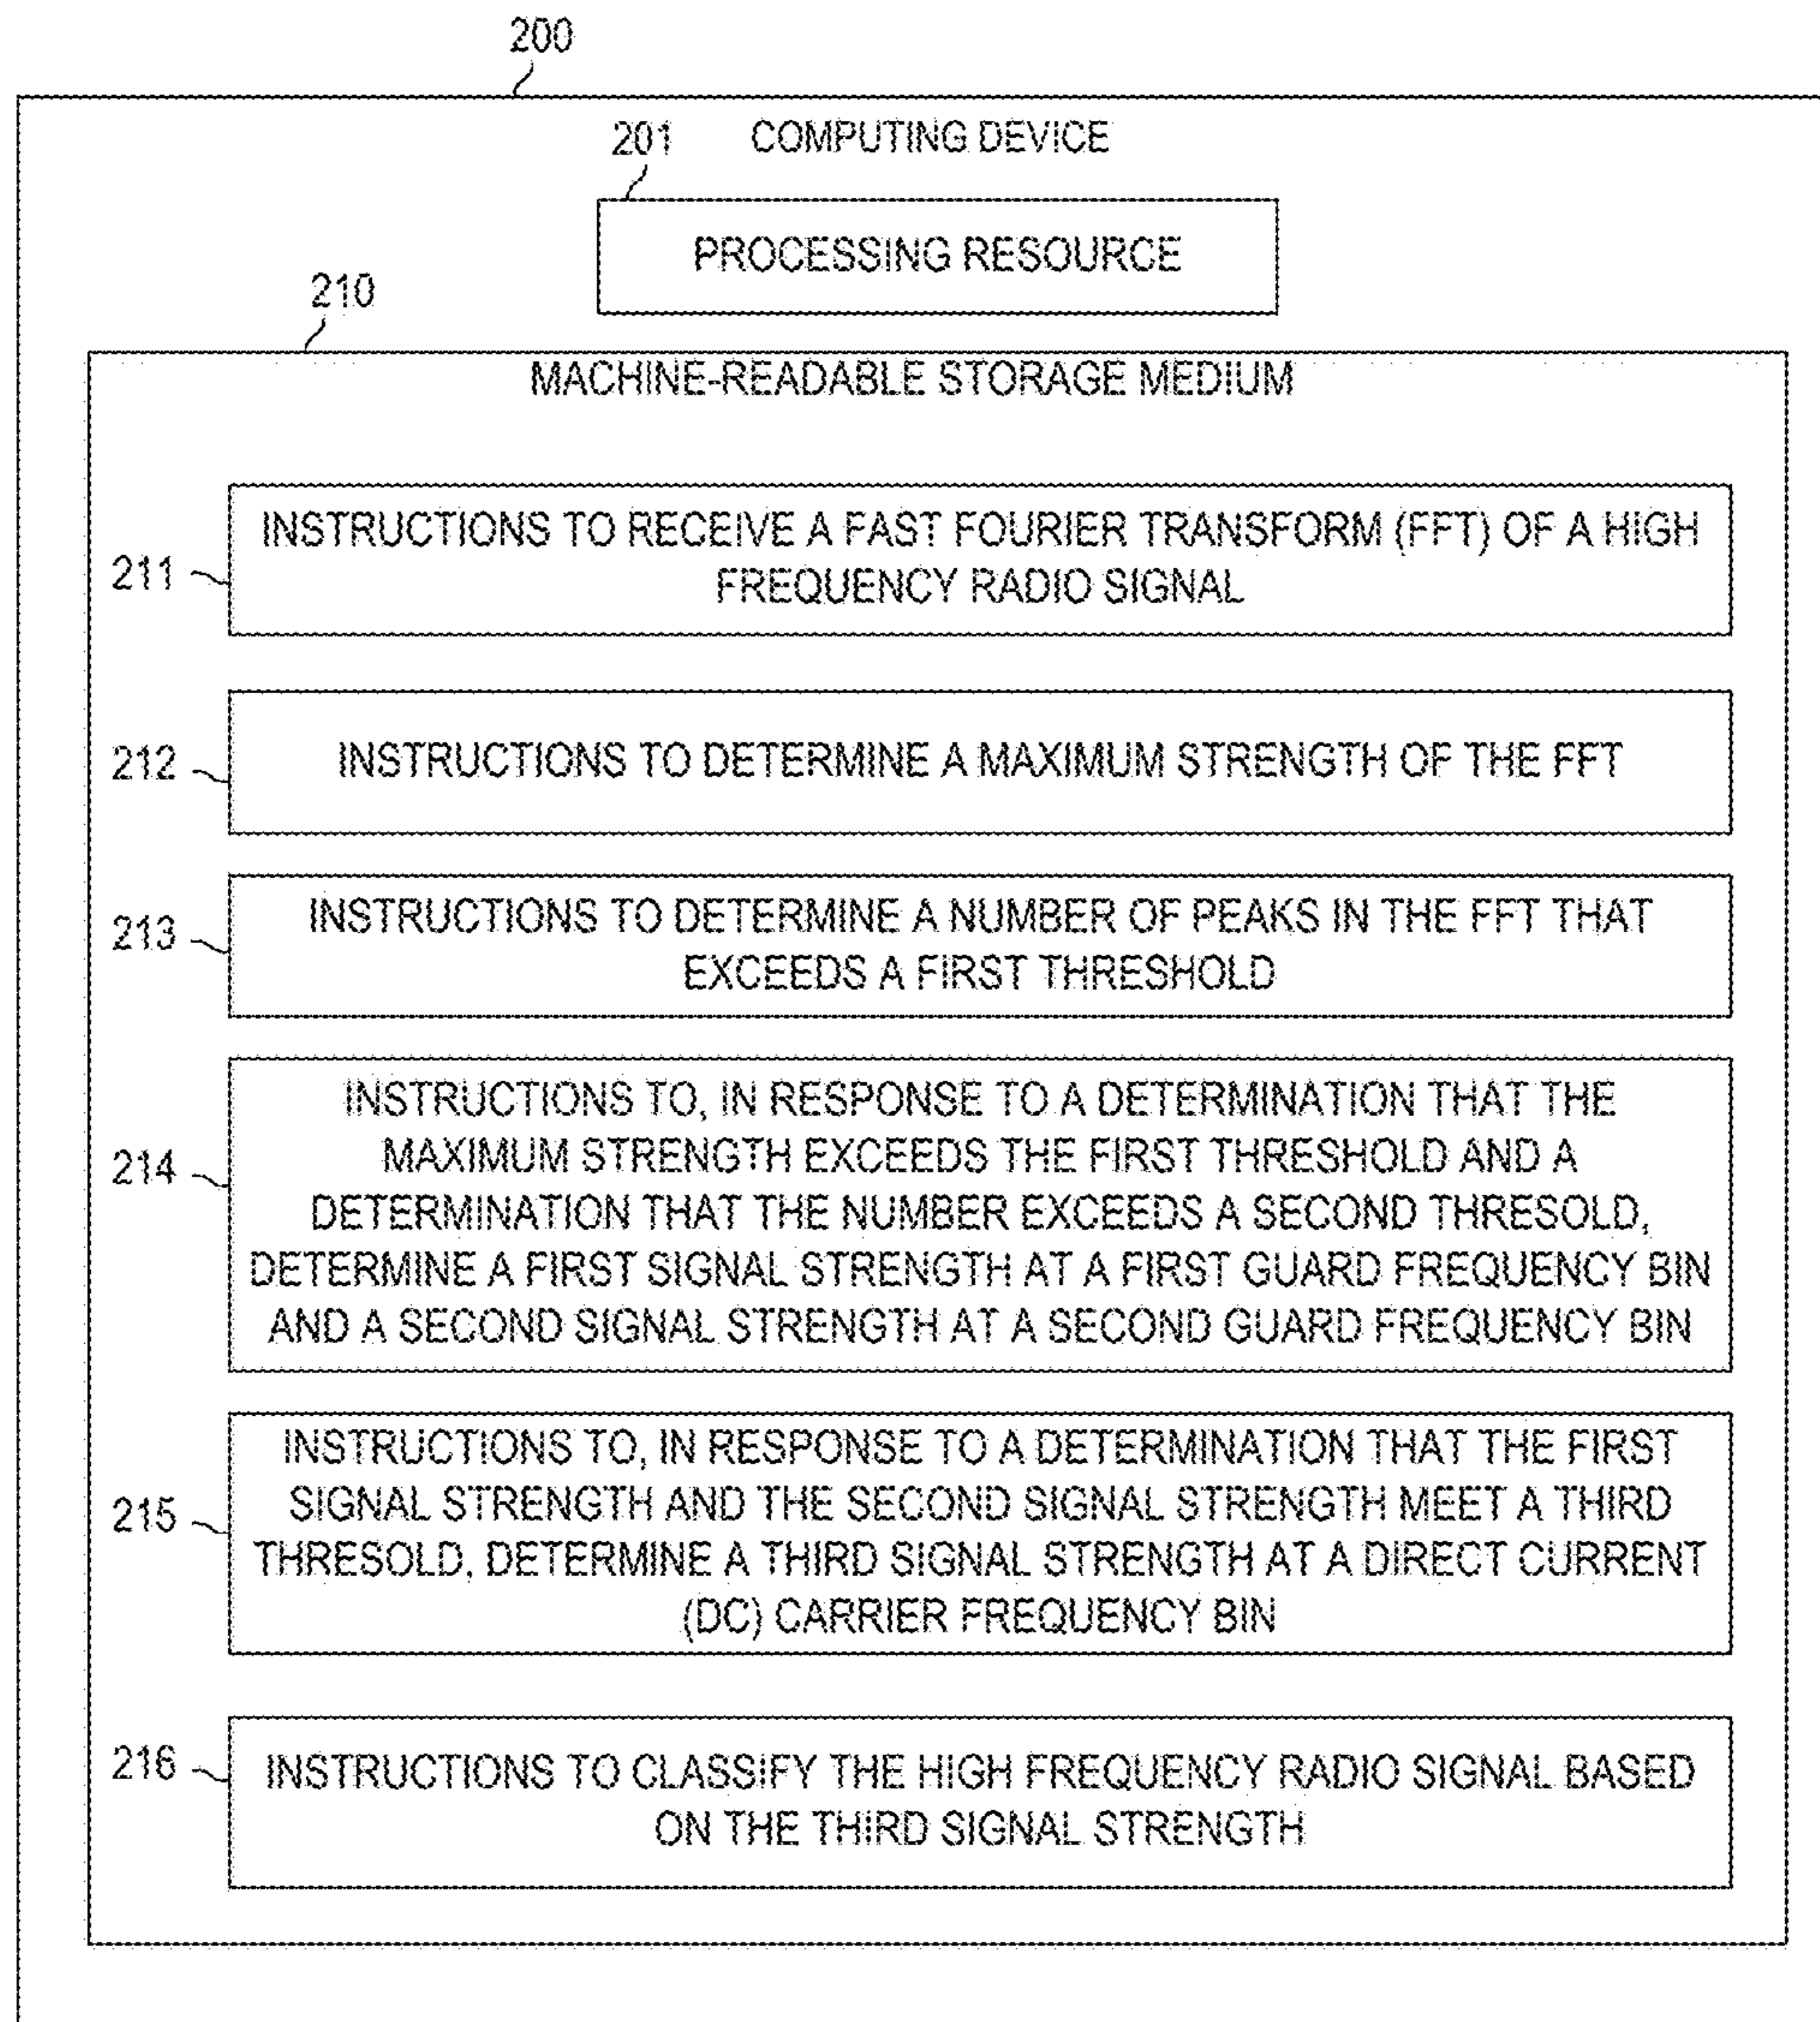 200
201 COMPUTING DEVICE
PROCESSING RESOURCE
210
MACHINE-READABLE STORAGE MEDIUM
211
INSTRUCTIONS TO RECEIVE A FAST FOURIER TRANSFORM (FFT) OF A HIGH
FREQUENCY RADIO SIGNAL
212
INSTRUCTIONS TO DETERMINE A MAXIMUM STRENGTH OF THE FFT
213
INSTRUCTIONS TO DETERMINE A NUMBER OF PEAKS IN THE FFT THAT
EXCEEDS A FIRST THRESHOLD
214
INSTRUCTIONS TO, IN RESPONSE TO A DETERMINATION THAT THE
MAXIMUM STRENGTH EXCEEDS THE FIRST THRESHOLD AND A
DETERMINATION THAT THE NUMBER EXCEEDS A SECOND THRESOLD,
DETERMINE A FIRST SIGNAL STRENGTH AT A FIRST GUARD FREQUENCY BIN
AND A SECOND SIGNAL STRENGTH AT A SECOND GUARD FREQUENCY BIN
215
INSTRUCTIONS TO, IN RESPONSE TO A DETERMINATION THAT THE FIRST
SIGNAL STRENGTH AND THE SECOND SIGNAL STRENGTH MEET A THIRD
THRESOLD, DETERMINE A THIRD SIGNAL STRENGTH AT A DIRECT CURRENT
(DC) CARRIER FREQUENCY BIN
216
INSTRUCTIONS TO CLASSIFY THE HIGH FREQUENCY RADIO SIGNAL BASED
ON THE THIRD SIGNAL STRENGTH